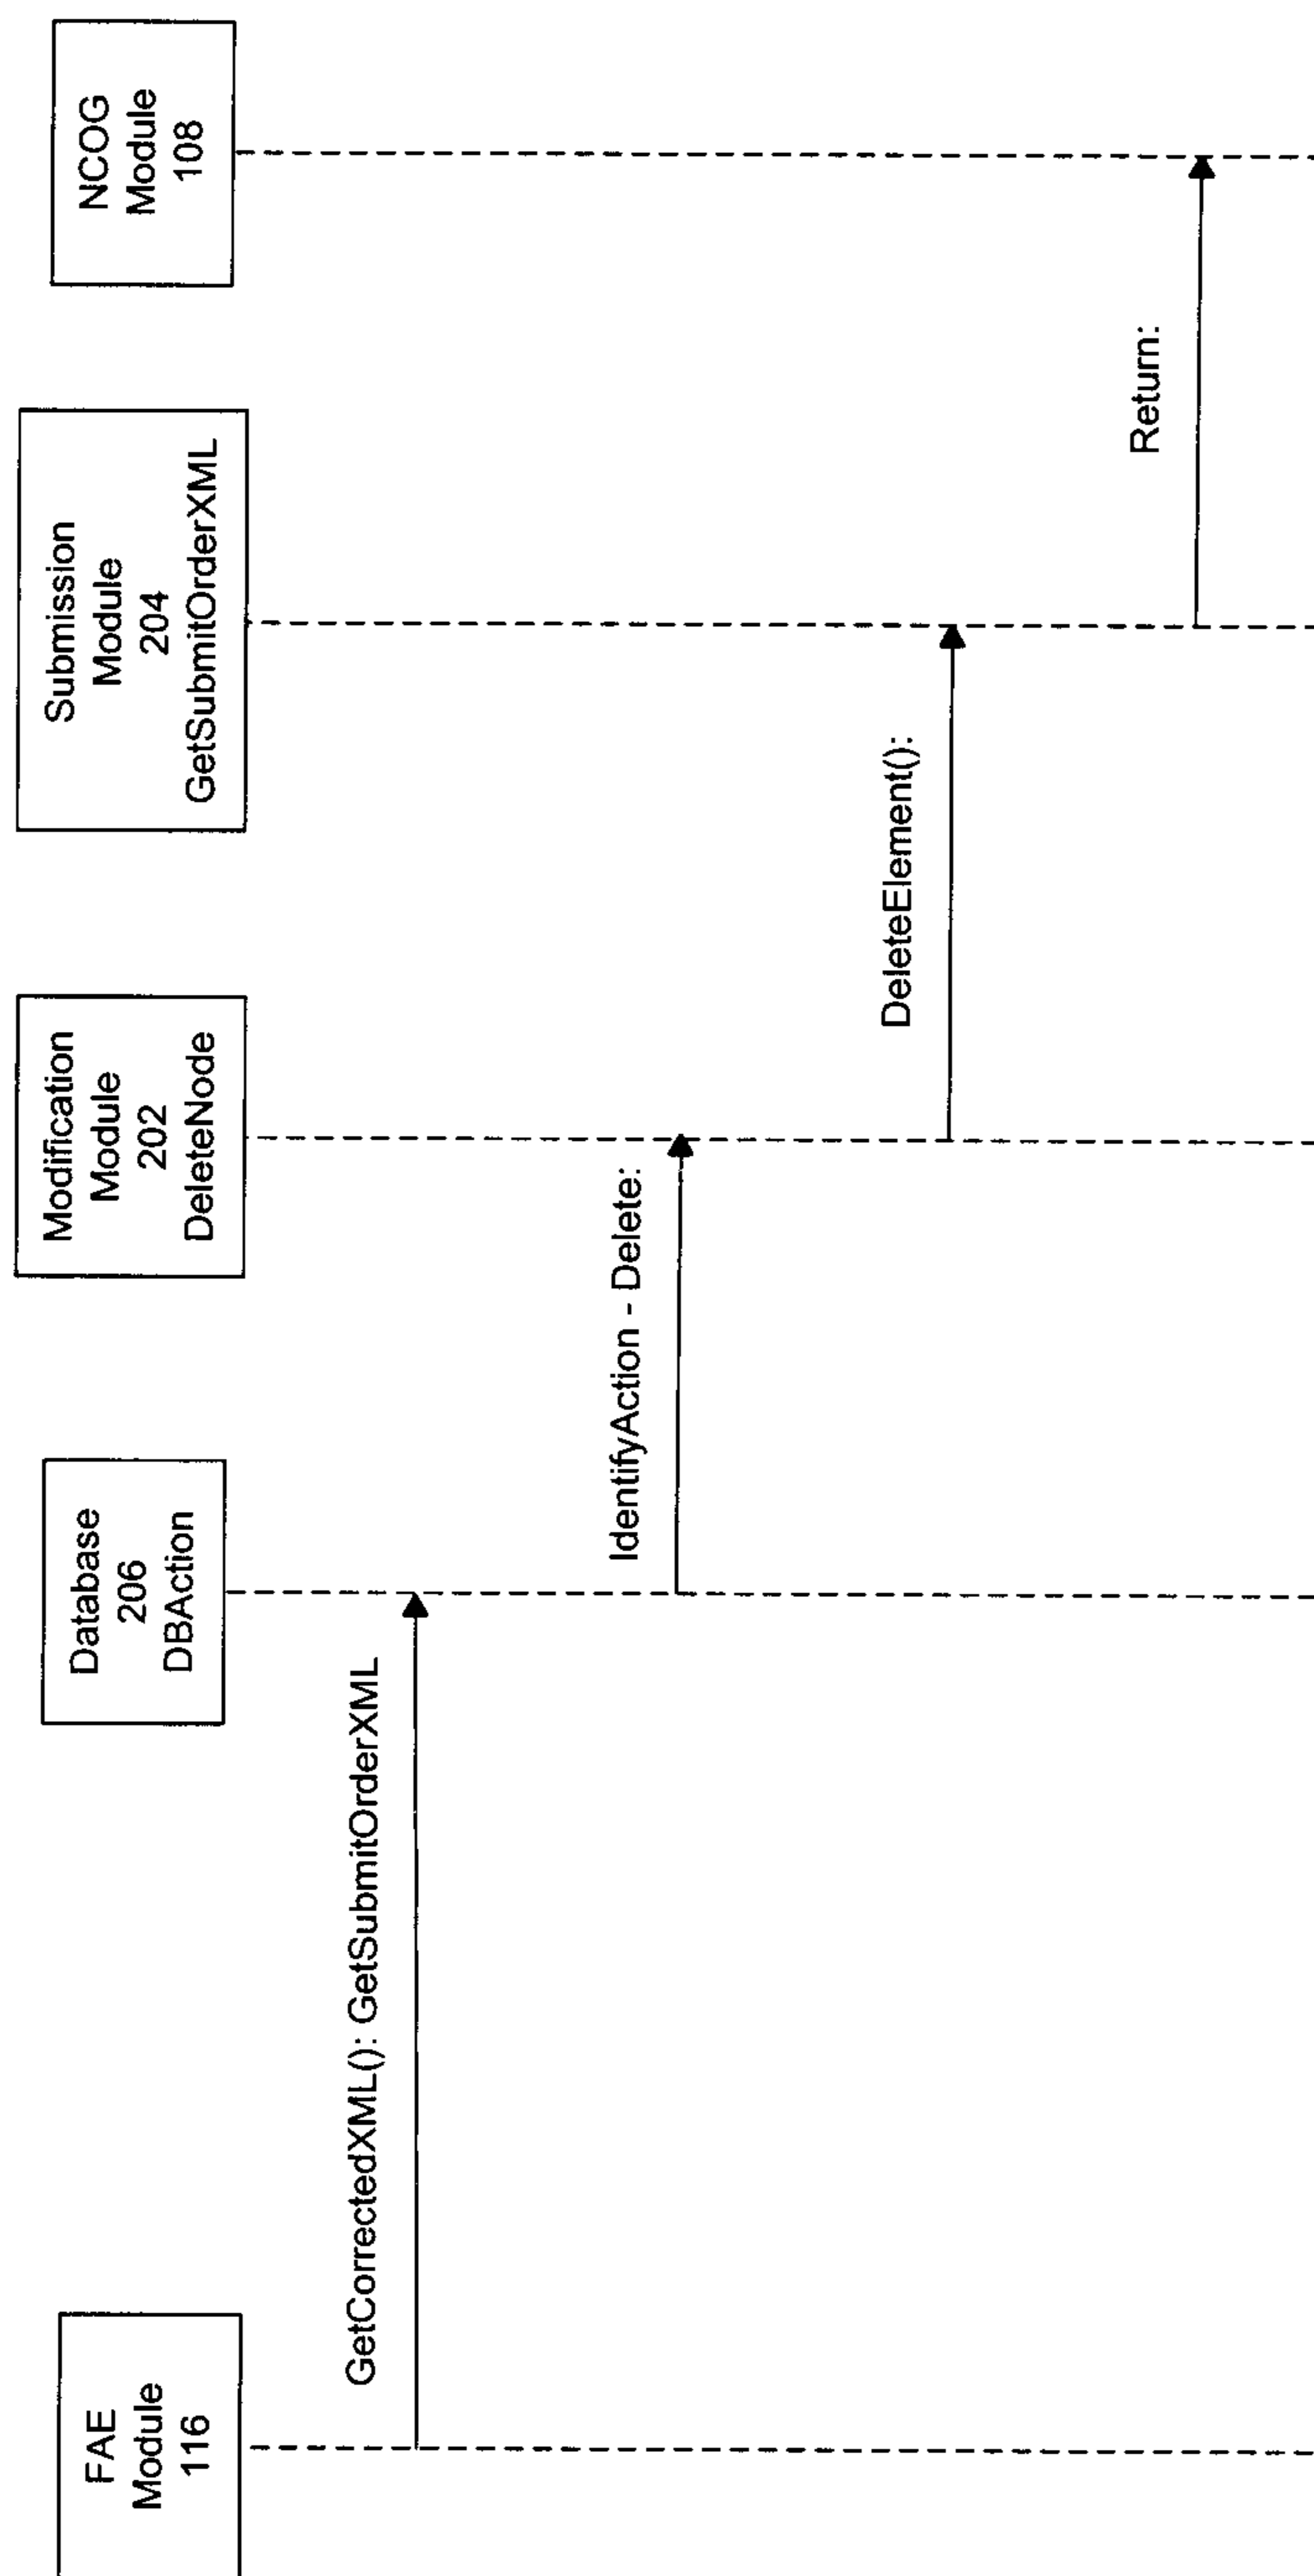 FAE
Module
116
Database
206
DBAction
Modification
Module
202
DeleteNode
Submission
Module
204
GetSubmitOrderXML
NCOG
Module
108
GetCorrectedXML(): GetSubmitOrderXML
IdentifyAction - Delete:
DeleteElement():
Return: